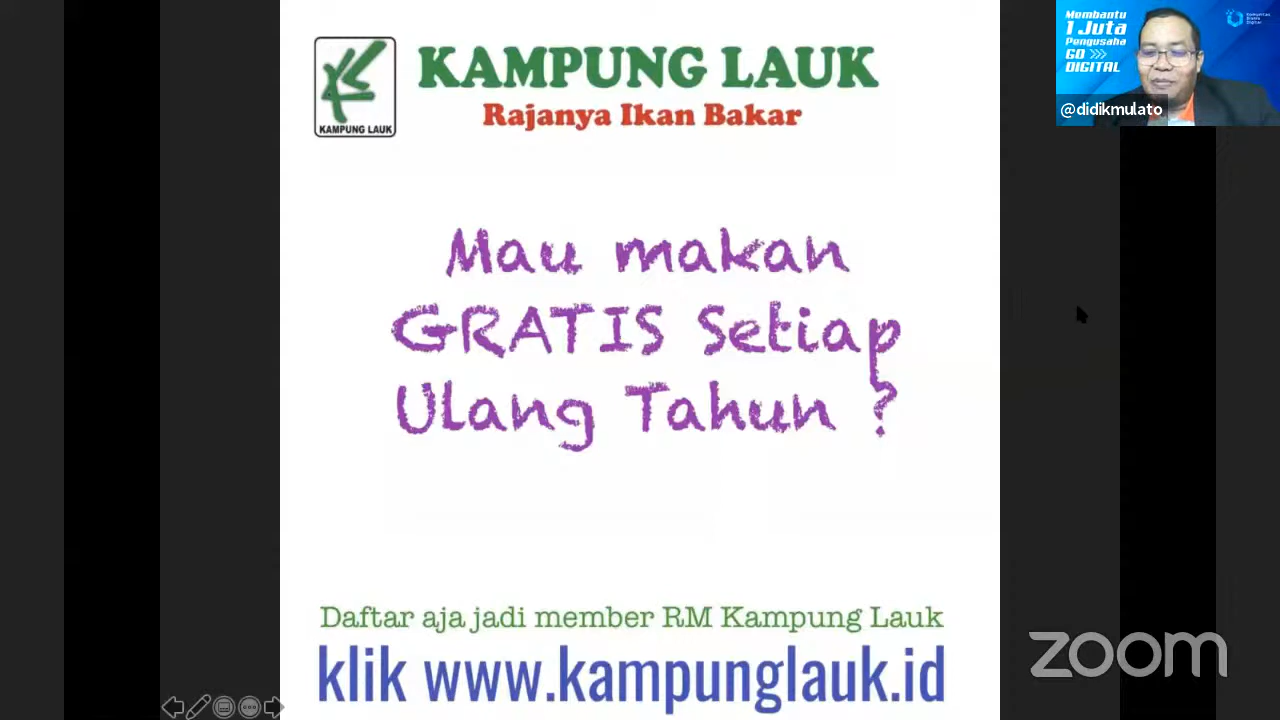 KAMPUNG LAUK
KAMPUNG LAUK
Rajanya Ikan Bakar
Mau makan
GRATIS Setiap
Ulang Tahun ?
Daftar aja jadi member RM Kampung Lauk
klik www.kampunglauk.id
Membantu
1 Juta
Pengusaha
GO >>>
DIGITAL
@didikmulato
zoom